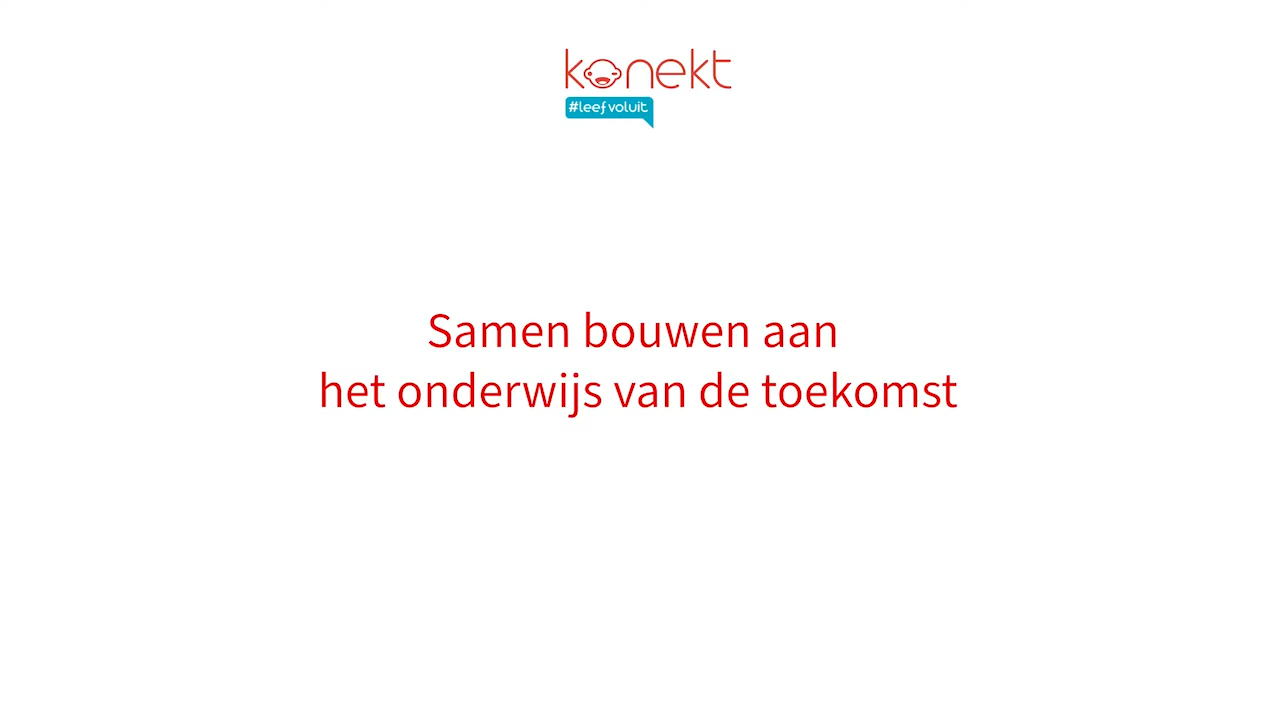 konekt
#leefvoluit
Samen bouwen aan
het onderwijs van de toekomst